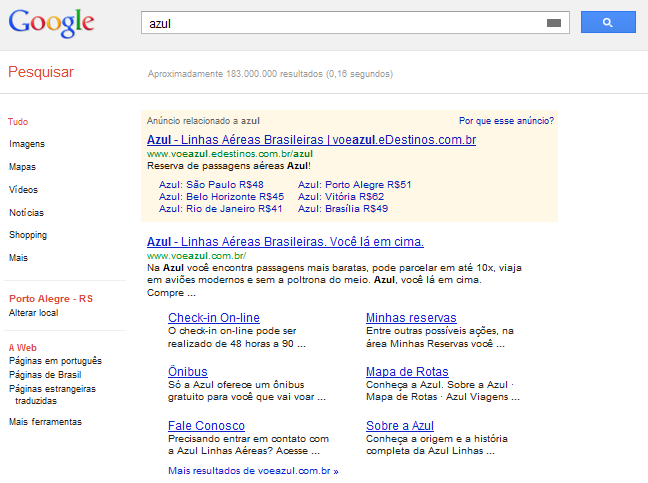 Google
azul
Pesquisar
Aproximadamente 183.000.000 resultados (0,16 segundos)
Tudo
Imagens
Mapas
Vídeos
Notícias
Shopping
Mais
Porto Alegre - RS
Alterar local
A Web
Páginas em português
Páginas de Brasil
Páginas estrangeiras
traduzidas
Mais ferramentas
Anúncio relacionado a azul
Por que esse anúncio?
Azul - Linhas Aéreas Brasileiras | voeazul.eDestinos.com.br
www.voeazul.edestinos.com.br/azul
Reserva de passagens aéreas Azul!
Azul: São Paulo R$48 Azul: Porto Alegre R$51
Azul: Belo Horizonte R$45 Azul: Vitória R$62
Azul: Rio de Janeiro R$41 Azul: Brasília R$49
Azul - Linhas Aéreas Brasileiras. Você lá em cima.
www.voeazul.com.br/
Na Azul você encontra passagens mais baratas, pode parcelar em até 10x, viaja
em aviões modernos e sem a poltrona do meio. Azul, você lá em cima.
Compre ...
Check-in On-line
O check-in on-line pode ser
realizado de 48 horas a 90 ...
Minhas reservas
Entre outras possíveis ações, na
área Minhas Reservas você ...
Ônibus
Só a Azul oferece um ônibus
gratuito para você que vai voar ...
Mapa de Rotas
Conheça a Azul. Sobre a Azul ·
Mapa de Rotas · Azul Viagens ...
Fale Conosco
Precisando entrar em contato com
a Azul Linhas Aéreas? Acesse ...
Sobre a Azul
Conheça a origem e a história
completa da Azul Linhas ...
Mais resultados de voeazul.com.br »